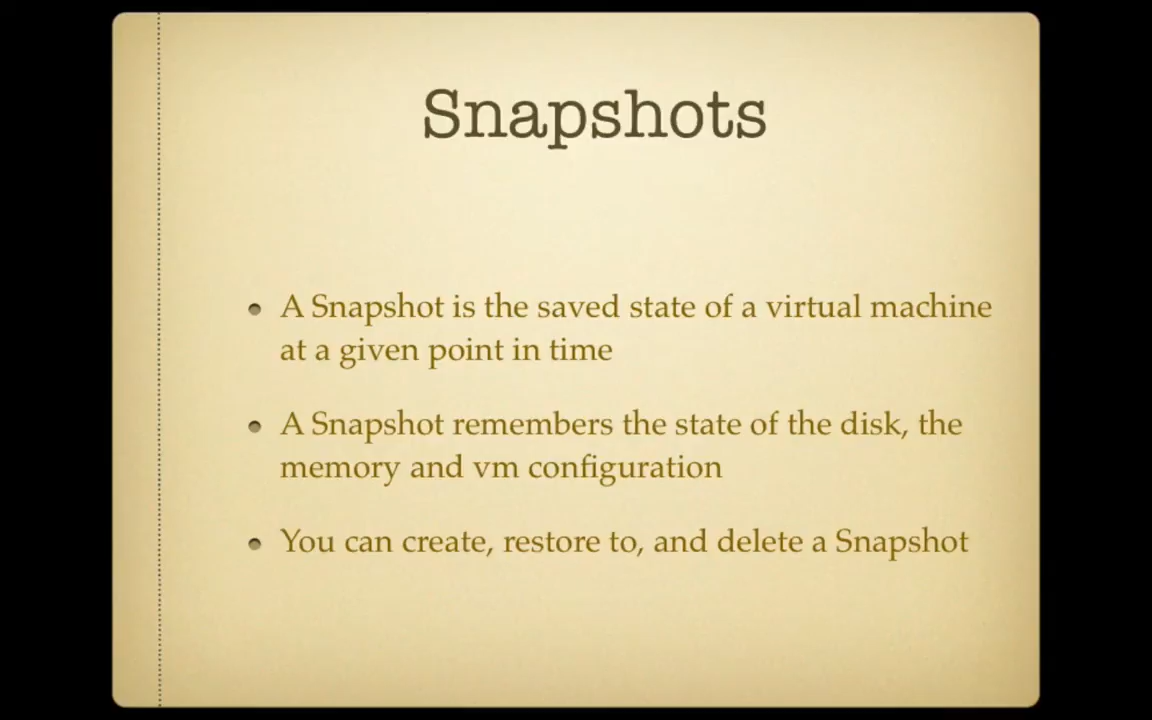 Snapshots
A Snapshot is the saved state of a virtual machine
at a given point in time
A Snapshot remembers the state of the disk, the
memory and vm configuration
You can create, restore to, and delete a Snapshot